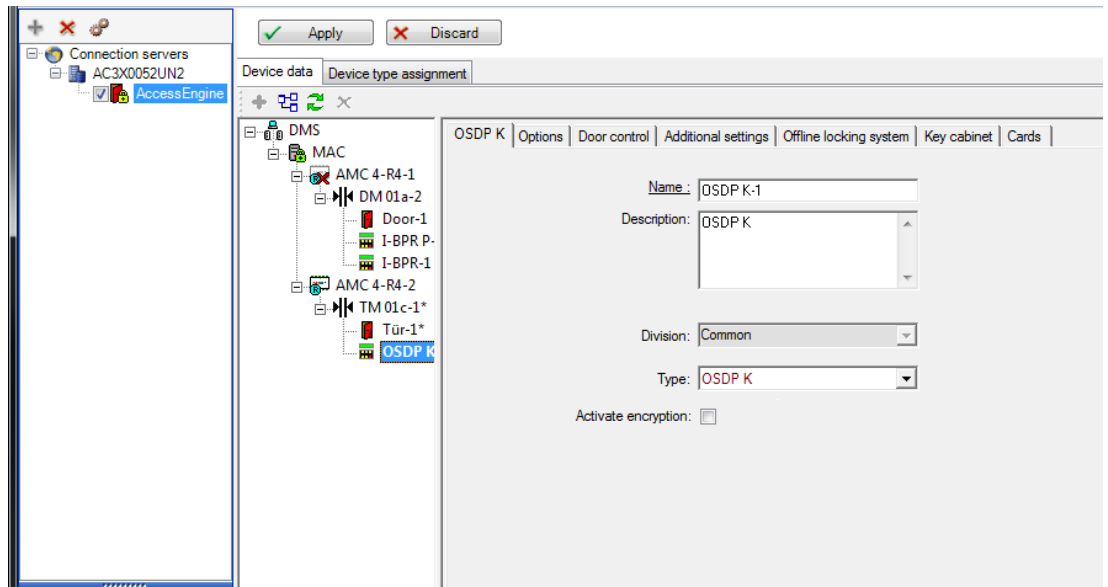 Apply Discard
Connection servers
AC3X0052UN2
AccessEngine
Device data Device type assignment
DMS
MAC
AMC 4-R4-1
DM 01a-2
Door-1
I-BPR P-
I-BPR-1
AMC 4-R4-2
TM 01c-1*
Tür-1*
OSDP K
OSDP K Options Door control Additional settings Offline locking system Key cabinet Cards
Name : OSDP K-1
Description: OSDP K
Division: Common
Type: OSDP K
Activate encryption: